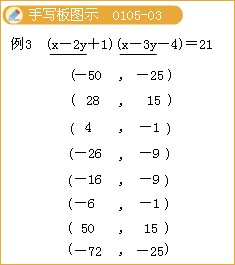 手写板图示 0105-03
例3 (x－2y＋1)(x－3y－4)＝21
(－50 , －25)
( 28 , 15 )
( 4 , －1 )
(－26 , －9 )
(－16 , －9 )
(－6 , －1 )
( 50 , 15 )
(－72 , －25)